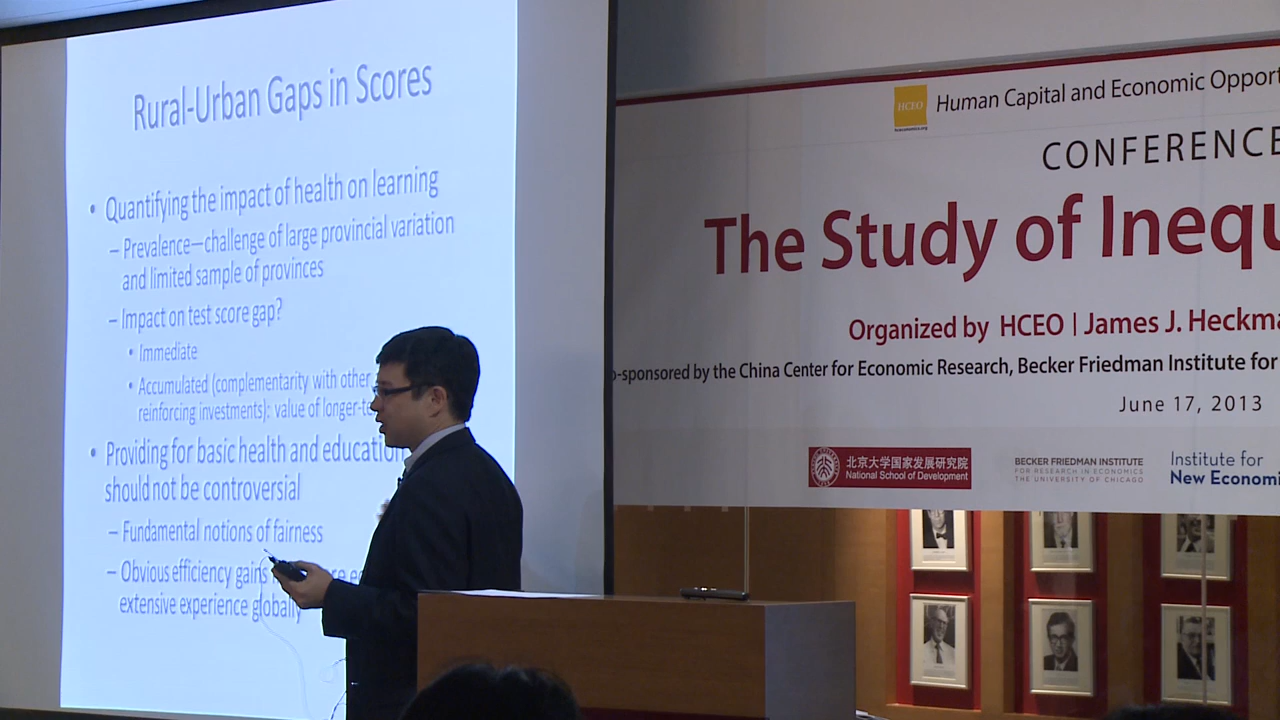 Rural-Urban Gaps in Scores
• Quantifying the impact of health on learning
– Prevalence—challenge of large provincial variation
and limited sample of provinces
– Impact on test score gap?
• Immediate
• Accumulated (complementarity with other
reinforcing investments): value of longer-te
• Providing for basic health and educatio
should not be controversial
– Fundamental notions of fairness
– Obvious efficiency gains
extensive experience globally
HCEO
hceconomics.org
Human Capital and Economic Opport
CONFERENCE
The Study of Inequ
Organized by HCEO | James J. Heckma
o-sponsored by the China Center for Economic Research, Becker Friedman Institute for
June 17, 2013
北京大学国家发展研究院
National School of Development
BECKER FRIEDMAN INSTITUTE
FOR RESEARCH IN ECONOMICS
THE UNIVERSITY OF CHICAGO
Institute for
New Economi